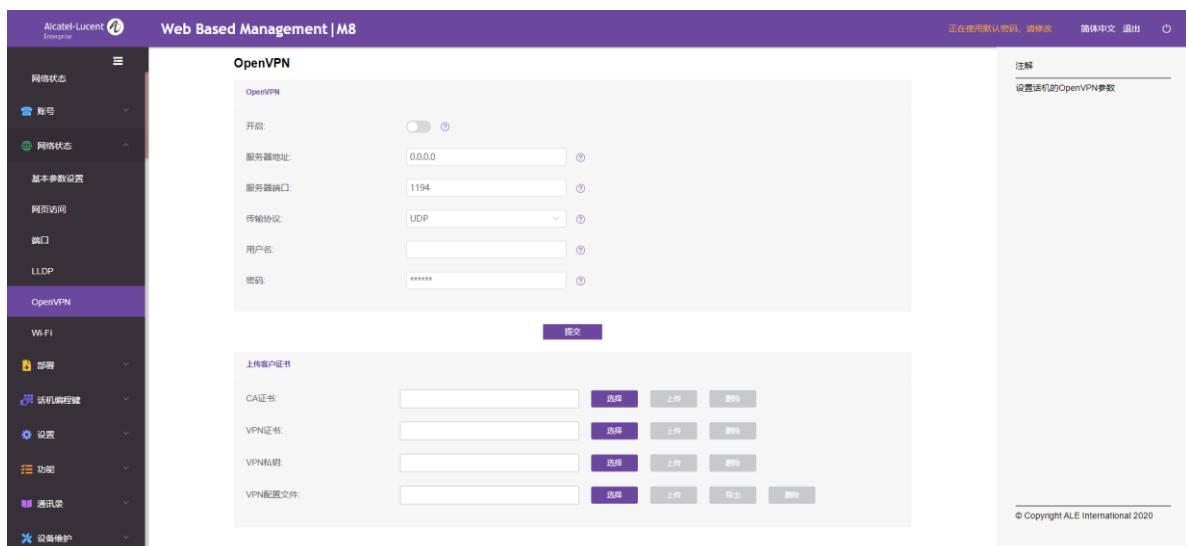 Alcatel-Lucent
Enterprise
Web Based Management | M8
正在使用默认密码，请修改
简体中文 退出
网络状态
账号
网络状态
基本参数设置
网页访问
端口
LLDP
OpenVPN
Wi-Fi
部署
话机编程键
设置
功能
通讯录
设备维护
OpenVPN
OpenVPN
开启:
服务器地址: 0.0.0.0
服务器端口: 1194
传输协议: UDP
用户名:
密码: ******
提交
上传客户证书
CA证书: 选择 上传 删除
VPN证书: 选择 上传 删除
VPN私钥: 选择 上传 删除
VPN配置文件: 选择 上传 导出 删除
注解
设置话机的OpenVPN参数
© Copyright ALE International 2020